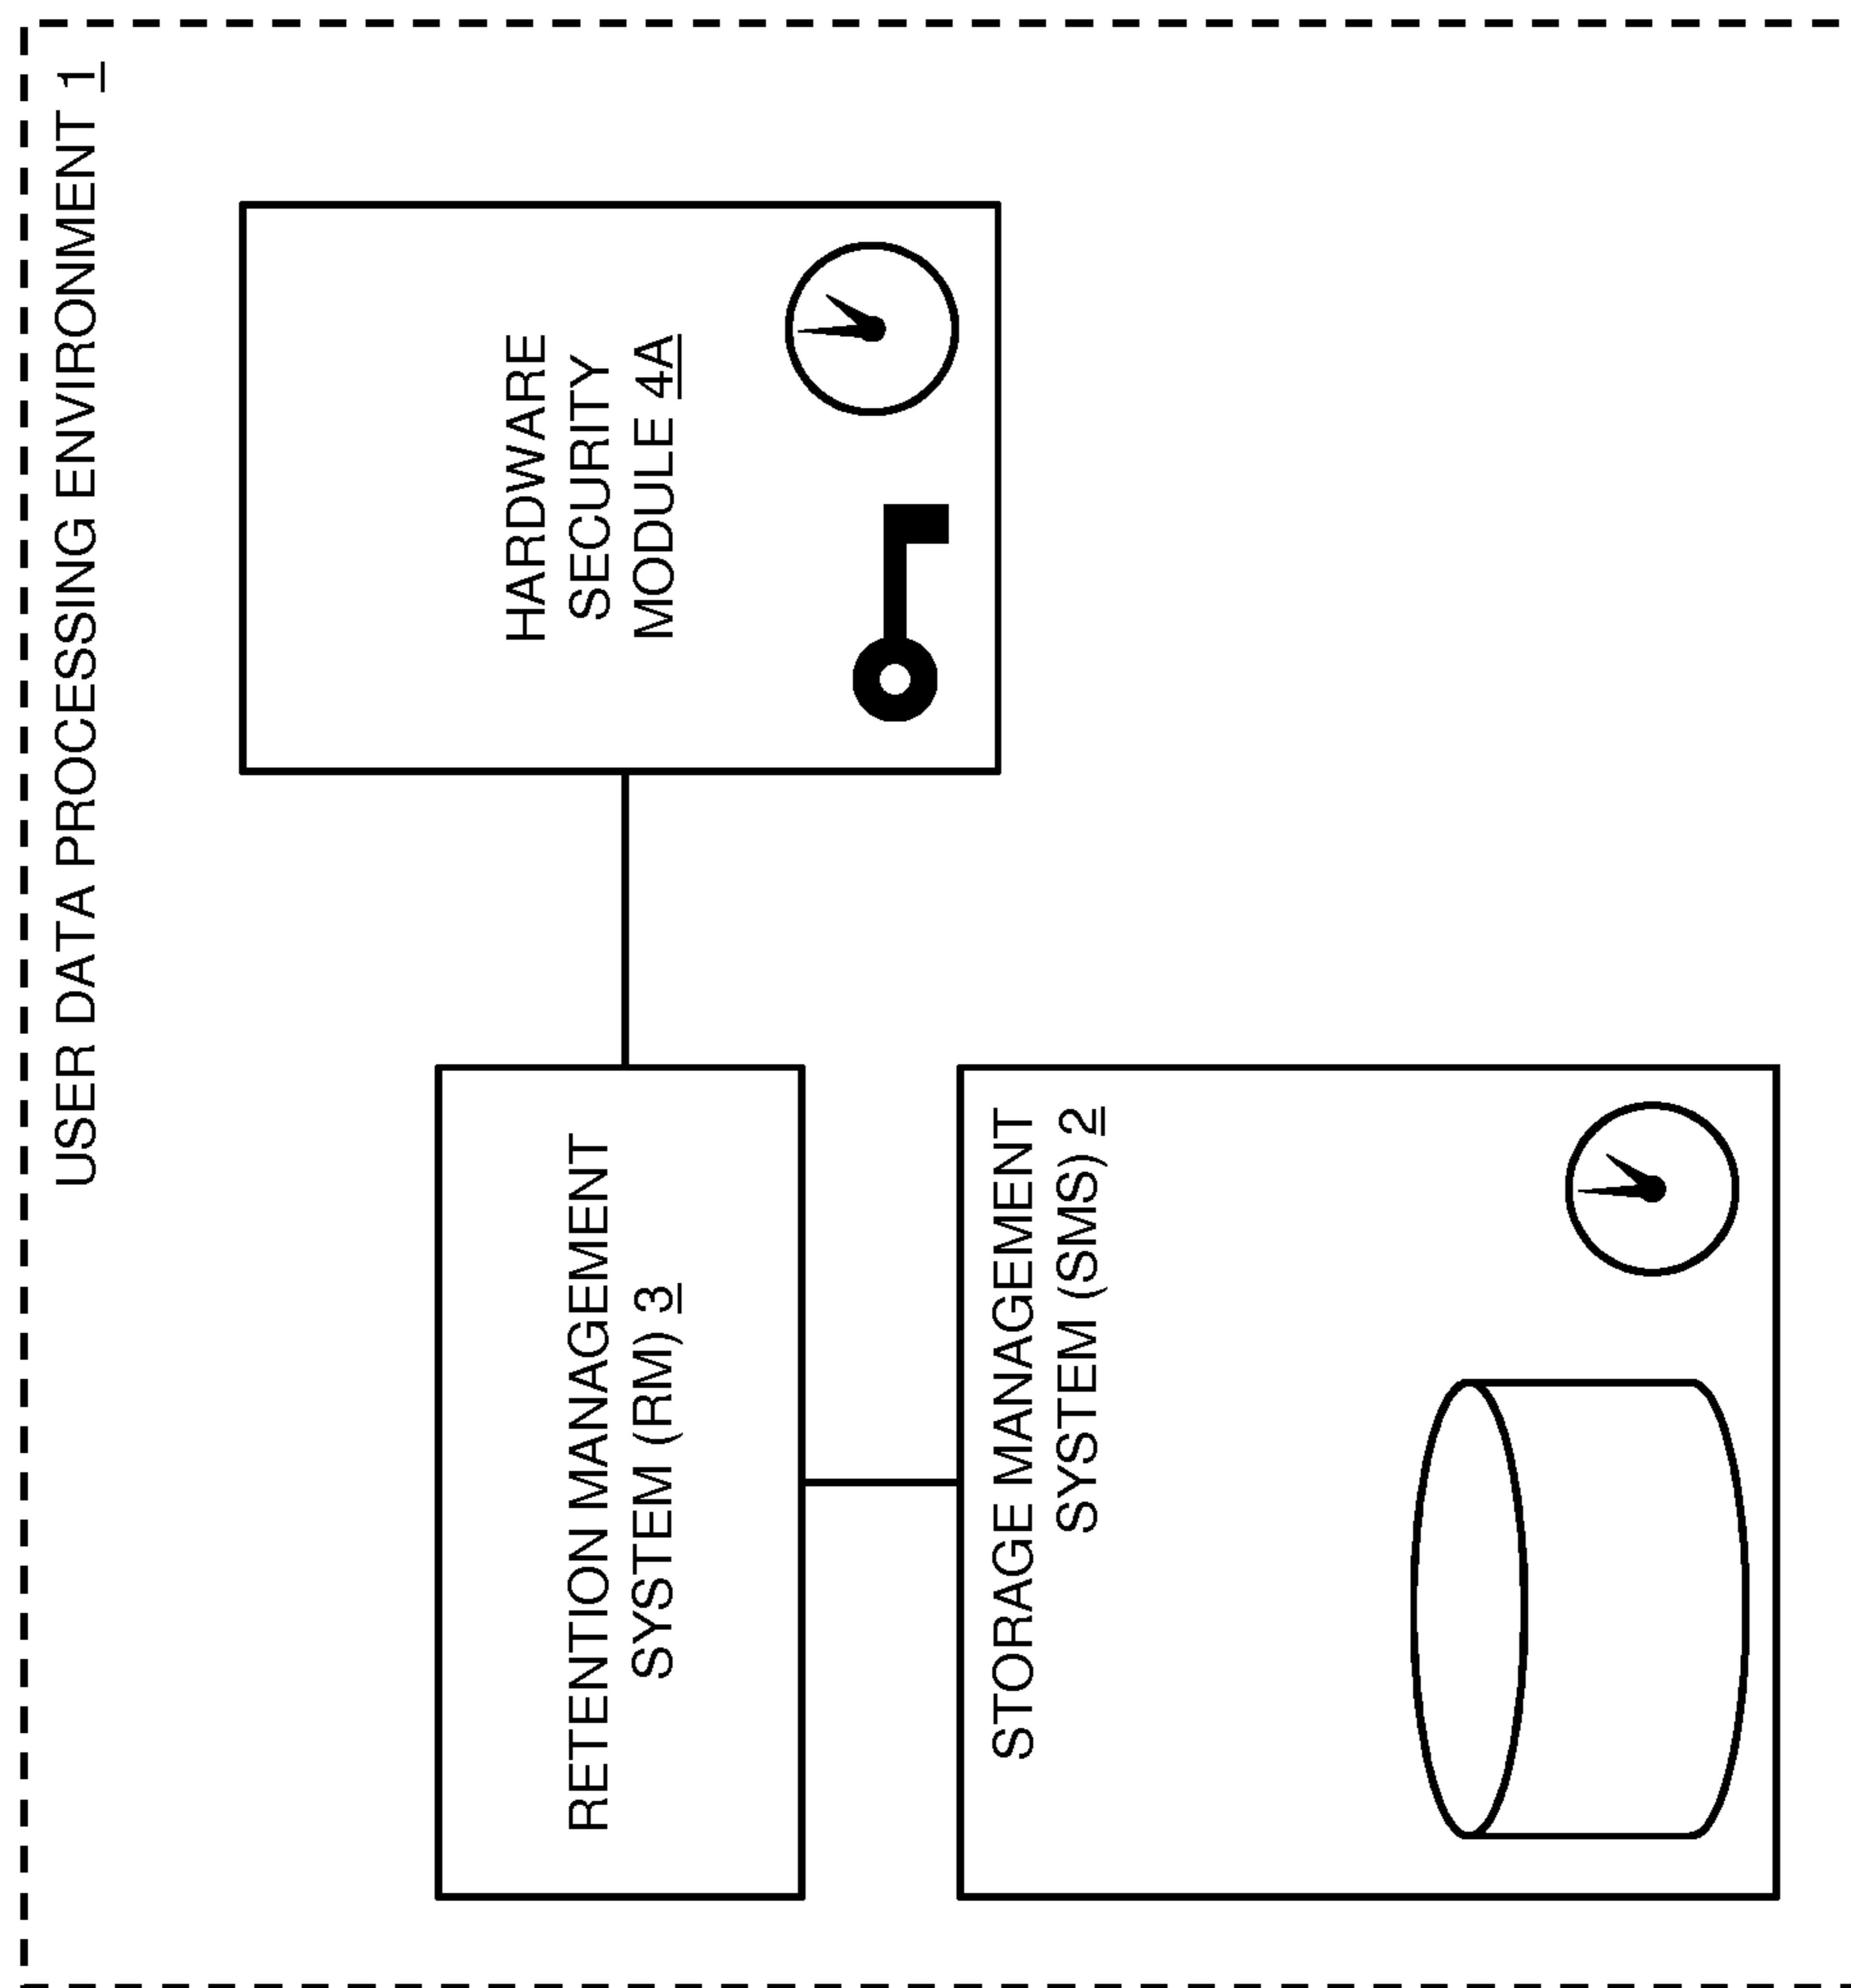 USER DATA PROCESSING ENVIRONMENT 1
RETENTION MANAGEMENT
SYSTEM (RM) 3
HARDWARE
SECURITY
MODULE 4A
STORAGE MANAGEMENT
SYSTEM (SMS) 2